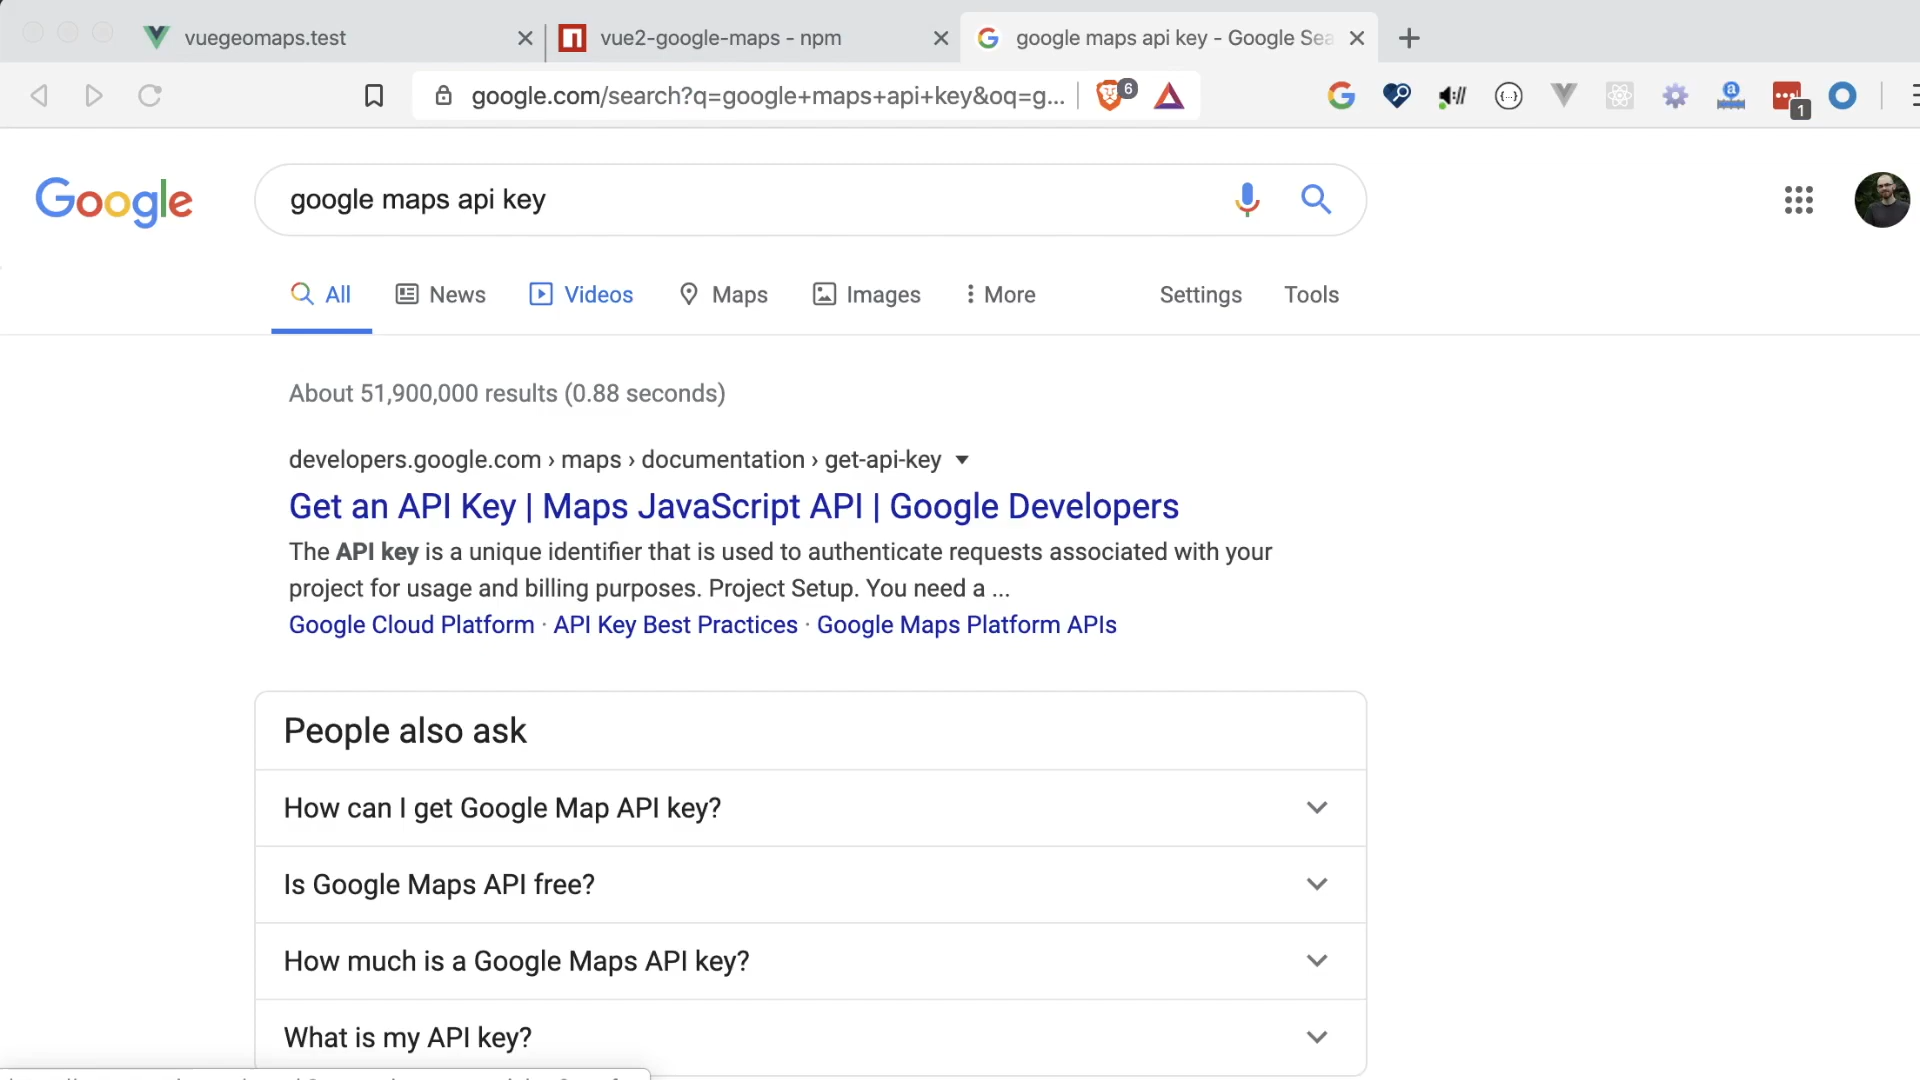 vuegeomaps.test
vue2-google-maps - npm
google maps api key - Google Sea
google.com/search?q=google+maps+api+key&oq=g...
6
1
Google
google maps api key
All
News
Videos
Maps
Images
More
Settings
Tools
About 51,900,000 results (0.88 seconds)
developers.google.com › maps › documentation › get-api-key
Get an API Key | Maps JavaScript API | Google Developers
The API key is a unique identifier that is used to authenticate requests associated with your
project for usage and billing purposes. Project Setup. You need a ...
Google Cloud Platform · API Key Best Practices · Google Maps Platform APIs
People also ask
How can I get Google Map API key?
Is Google Maps API free?
How much is a Google Maps API key?
What is my API key?